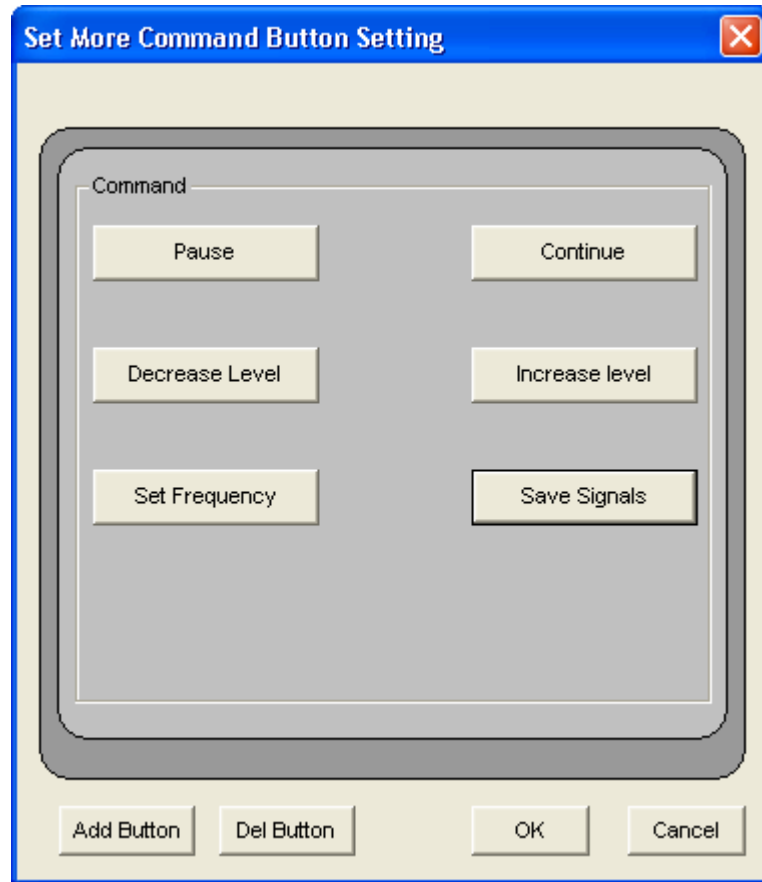 Set More Command Button Setting
Command
Pause Continue
Decrease Level Increase level
Set Frequency Save Signals
Add Button Del Button OK Cancel